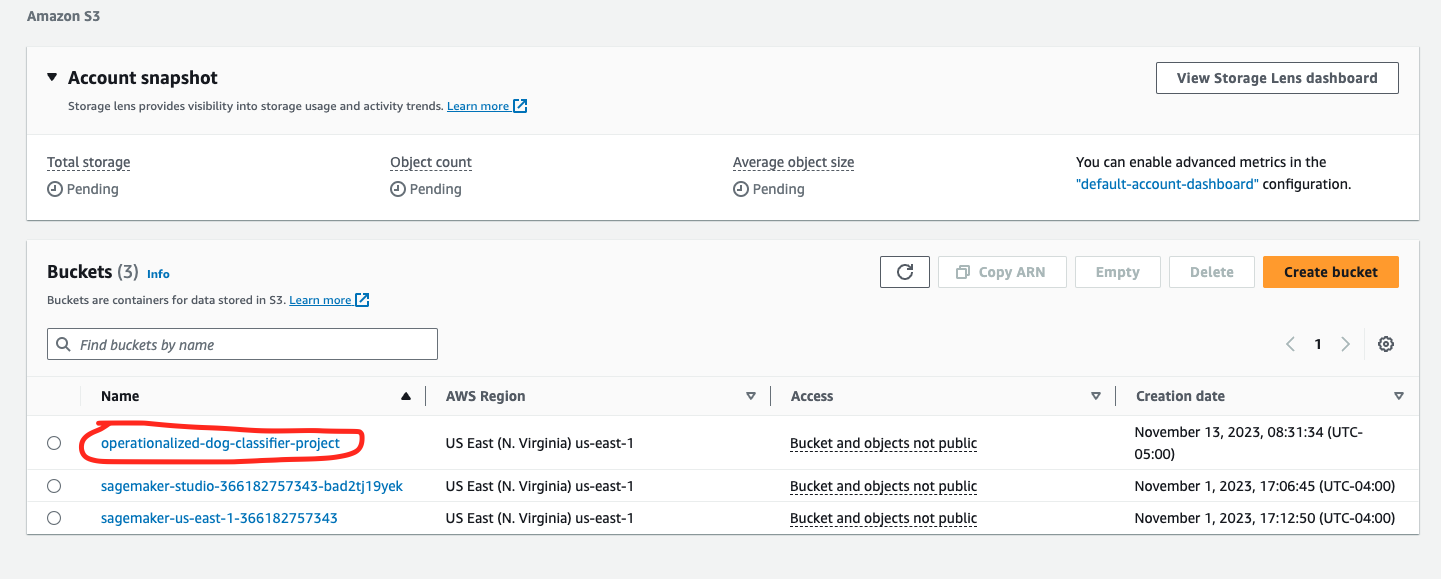 Amazon S3
Account snapshot
View Storage Lens dashboard
Storage lens provides visibility into storage usage and activity trends. Learn more
Total storage
Pending
Object count
Pending
Average object size
Pending
You can enable advanced metrics in the
"default-account-dashboard" configuration.
Buckets (3) Info
Copy ARN
Empty
Delete
Create bucket
Buckets are containers for data stored in S3. Learn more
Find buckets by name
1
Name AWS Region Access Creation date
operationalized-dog-classifier-project US East (N. Virginia) us-east-1 Bucket and objects not public November 13, 2023, 08:31:34 (UTC-
05:00)
sagemaker-studio-366182757343-bad2tj19yek US East (N. Virginia) us-east-1 Bucket and objects not public November 1, 2023, 17:06:45 (UTC-04:00)
sagemaker-us-east-1-366182757343 US East (N. Virginia) us-east-1 Bucket and objects not public November 1, 2023, 17:12:50 (UTC-04:00)